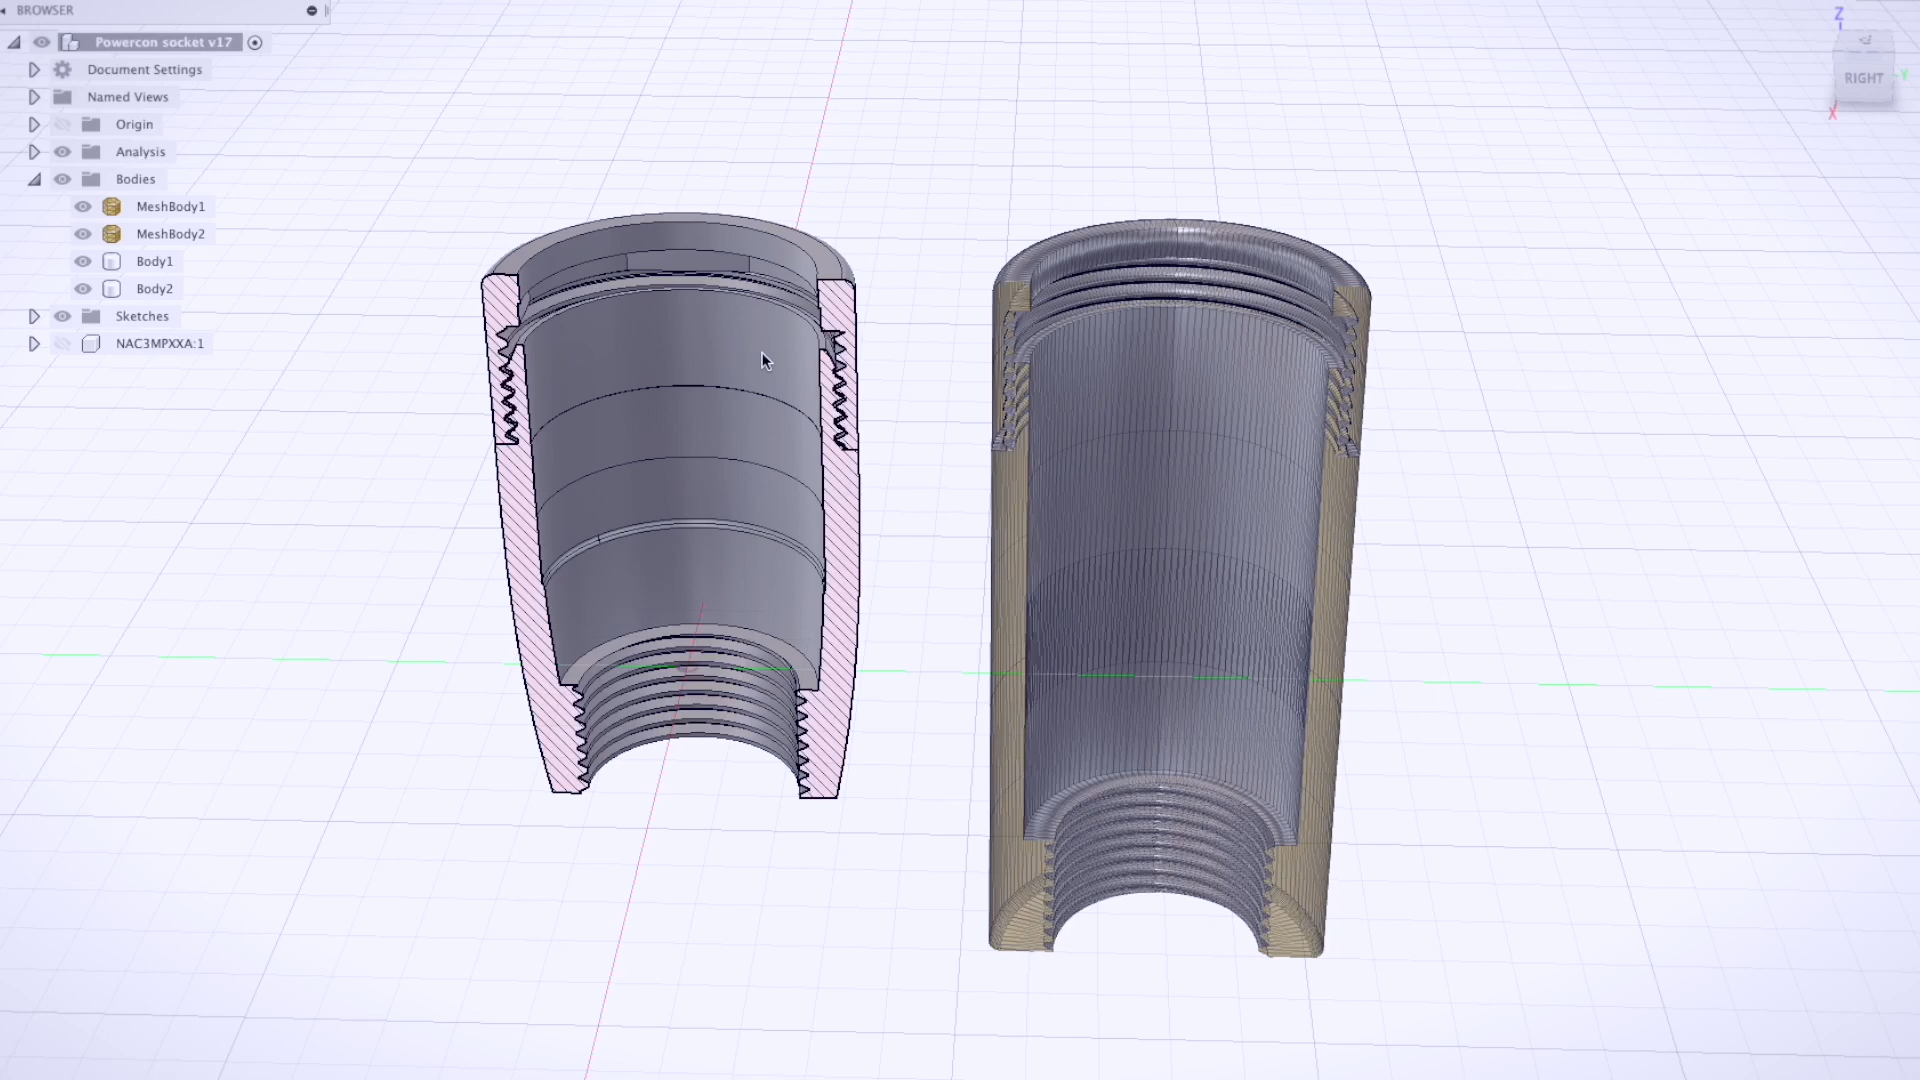 BROWSER
Powercon socket v17
Document Settings
Named Views
Origin
Analysis
Bodies
MeshBody1
MeshBody2
Body1
Body2
Sketches
NAC3MPXXA:1
Z
RIGHT
Y
X